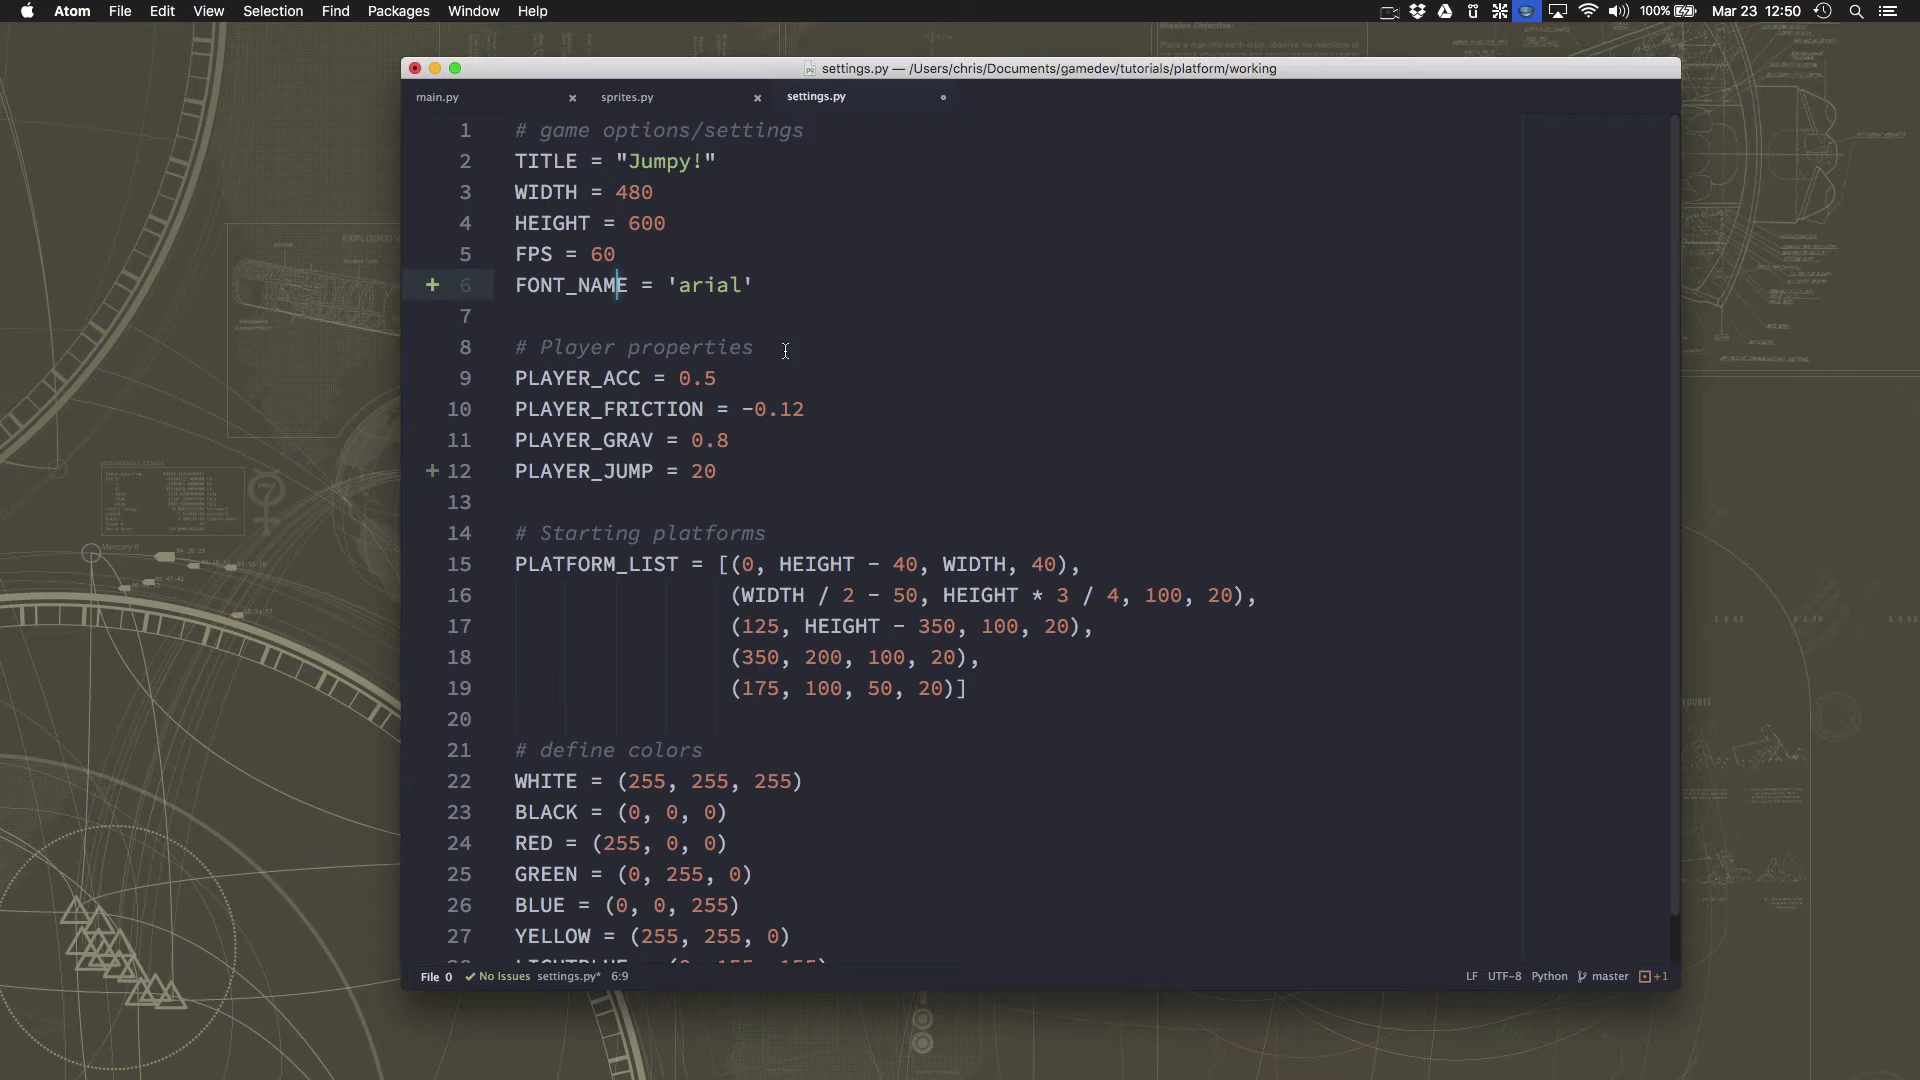 Atom File Edit View Selection Find Packages Window Help 100% Mar 23 12:50
settings.py — /Users/chris/Documents/gamedev/tutorials/platform/working
main.py sprites.py settings.py
1 # game options/settings
2 TITLE = "Jumpy!"
3 WIDTH = 480
4 HEIGHT = 600
5 FPS = 60
6 FONT_NAME = 'arial'
7
8 # Player properties
9 PLAYER_ACC = 0.5
10 PLAYER_FRICTION = -0.12
11 PLAYER_GRAV = 0.8
12 PLAYER_JUMP = 20
13
14 # Starting platforms
15 PLATFORM_LIST = [(0, HEIGHT - 40, WIDTH, 40),
16 (WIDTH / 2 - 50, HEIGHT * 3 / 4, 100, 20),
17 (125, HEIGHT - 350, 100, 20),
18 (350, 200, 100, 20),
19 (175, 100, 50, 20)]
20
21 # define colors
22 WHITE = (255, 255, 255)
23 BLACK = (0, 0, 0)
24 RED = (255, 0, 0)
25 GREEN = (0, 255, 0)
26 BLUE = (0, 0, 255)
27 YELLOW = (255, 255, 0)
File 0 No Issues settings.py* 6:9 LF UTF-8 Python master +1